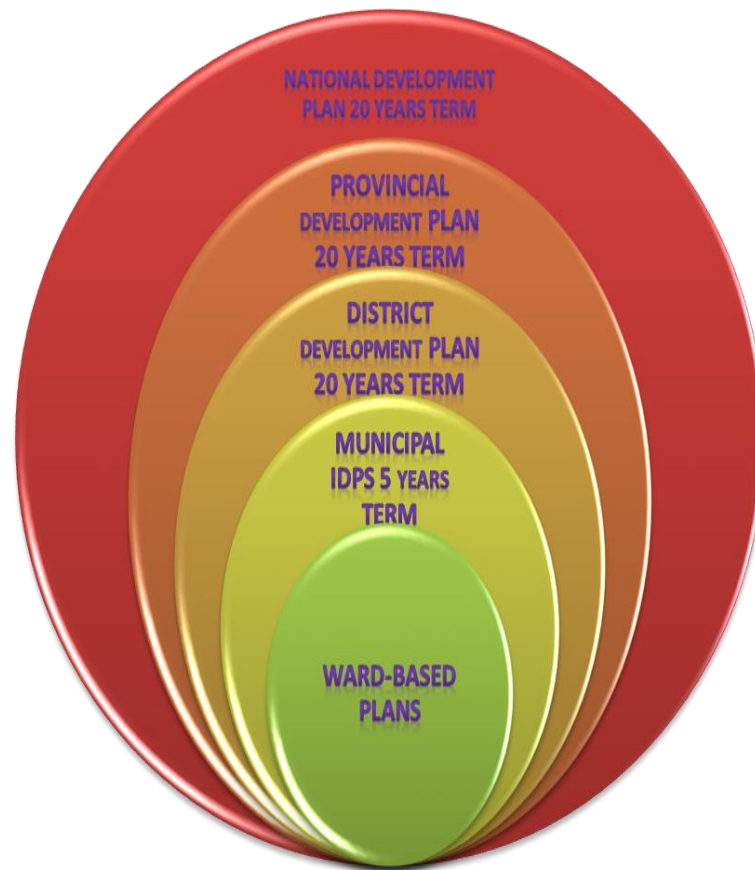 NATIONAL DEVELOPMENT
PLAN 20 YEARS TERM
PROVINCIAL
DEVELOPMENT PLAN
20 YEARS TERM
DISTRICT
DEVELOPMENT PLAN
20 YEARS TERM
MUNICIPAL
IDPS 5 YEARS
TERM
WARD-BASED
PLANS